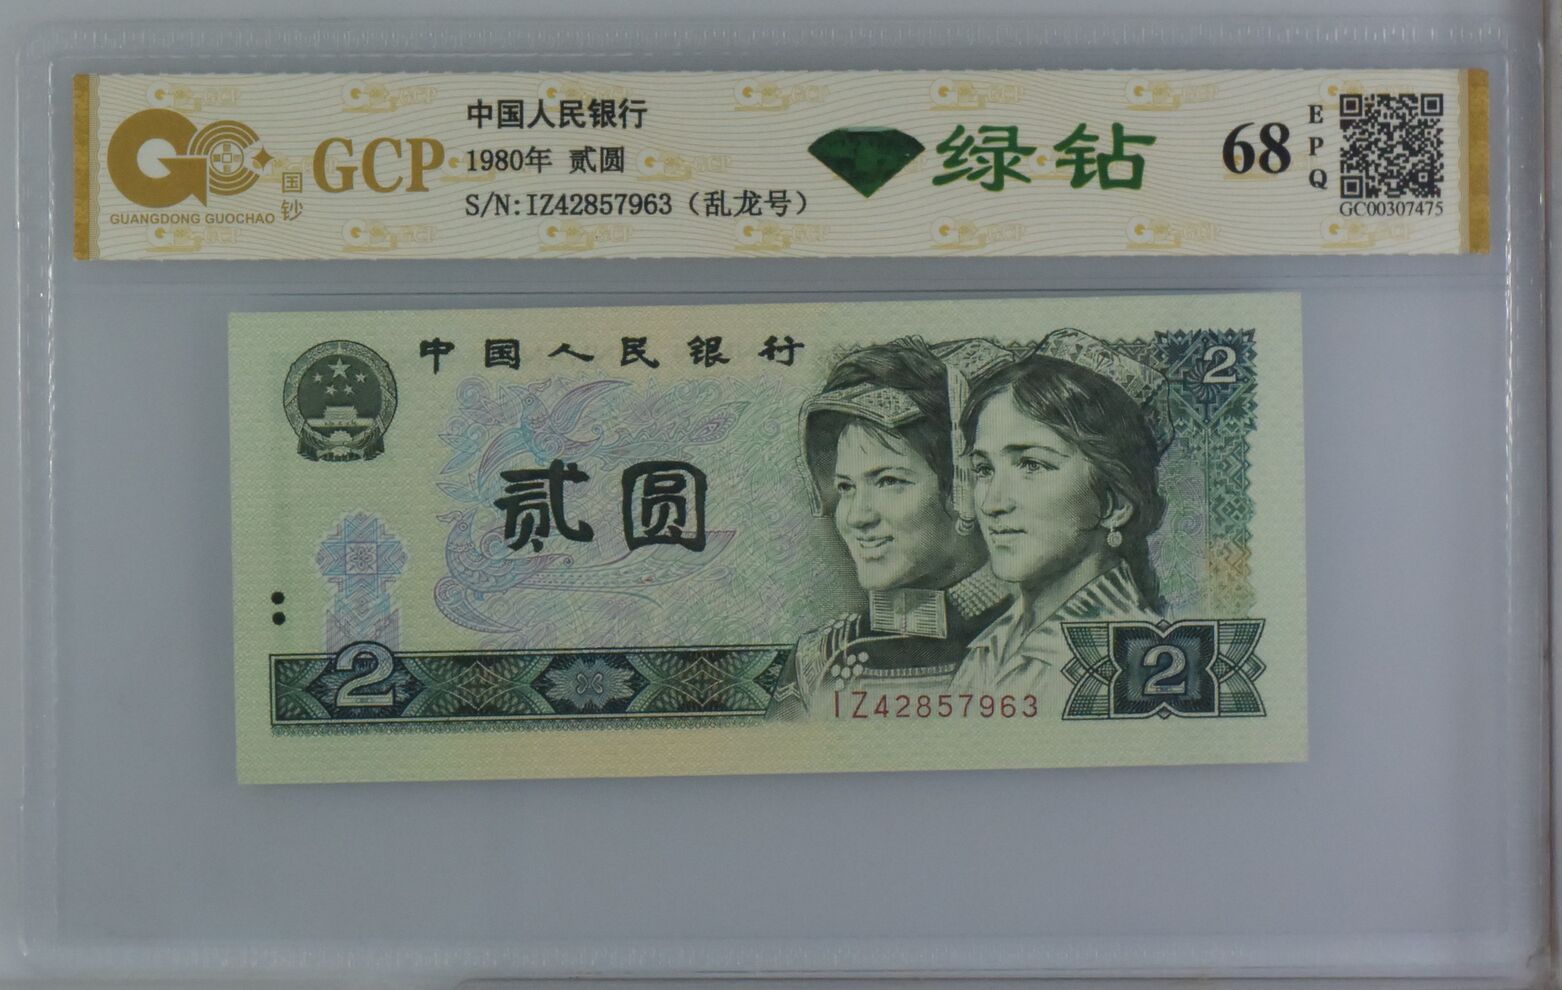 GCP
国钞
GUANGDONG GUOCHAO
中国人民银行
1980年 贰圆
S/N:IZ42857963（乱龙号）
绿钻
68
EPQ
GC00307475
中国人民银行
2
贰圆
2
2
IZ42857963